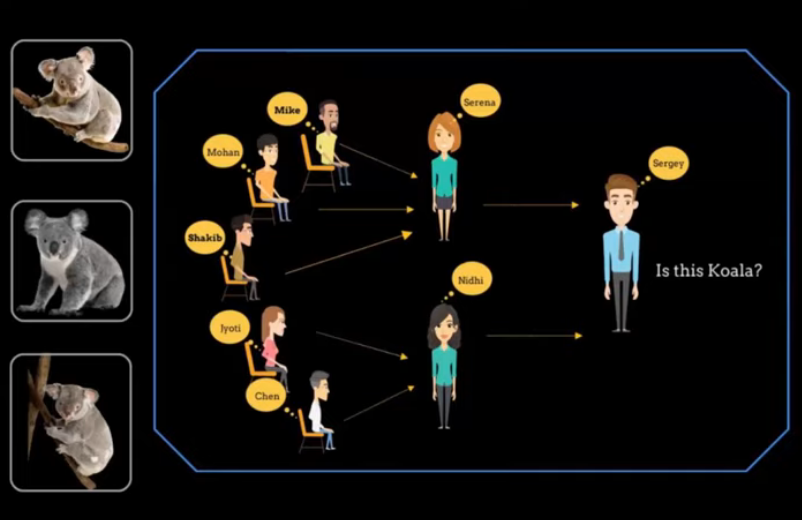 Mike
Serena
Mohan
Sergey
Shakib
Is this Koala?
Nidhi
Jyoti
Chen